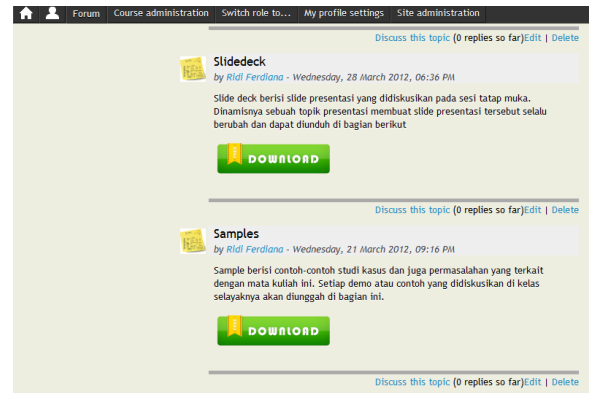 Forum Course administration Switch role to... My profile settings Site administration
Discuss this topic (0 replies so far)Edit | Delete
Slidedeck
by Ridi Ferdiana - Wednesday, 28 March 2012, 06:36 PM
Slide deck berisi slide presentasi yang didiskusikan pada sesi tatap muka.
Dinamisnya sebuah topik presentasi membuat slide presentasi tersebut selalu
berubah dan dapat diunduh di bagian berikut
DOWNLOAD
Discuss this topic (0 replies so far)Edit | Delete
Samples
by Ridi Ferdiana - Wednesday, 21 March 2012, 09:16 PM
Sample berisi contoh-contoh studi kasus dan juga permasalahan yang terkait
dengan mata kuliah ini. Setiap demo atau contoh yang didiskusikan di kelas
selayaknya akan diunggah di bagian ini.
DOWNLOAD
Discuss this topic (0 replies so far)Edit | Delete